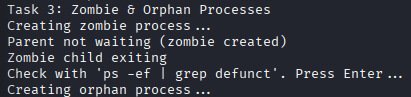 Task 3: Zombie & Orphan Processes
Creating zombie process...
Parent not waiting (zombie created)
Zombie child exiting
Check with 'ps -ef | grep defunct'. Press Enter...
Creating orphan process...